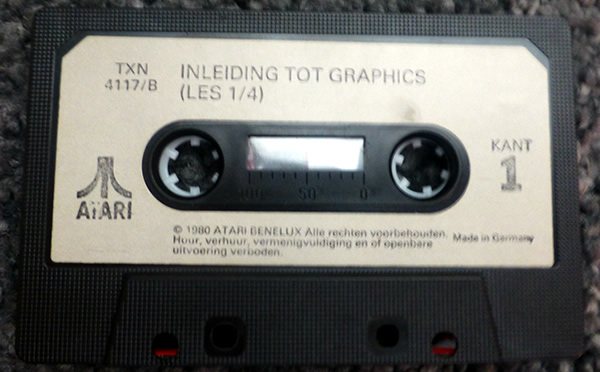 TXN
4117/B
INLEIDING TOT GRAPHICS
(LES 1/4)
KANT
1
ATARI
100 50 0
© 1980 ATARI BENELUX Alle rechten voorbehouden.
Huur, verhuur, vermenigvuldiging en of openbare
uitvoering verboden.
Made in Germany